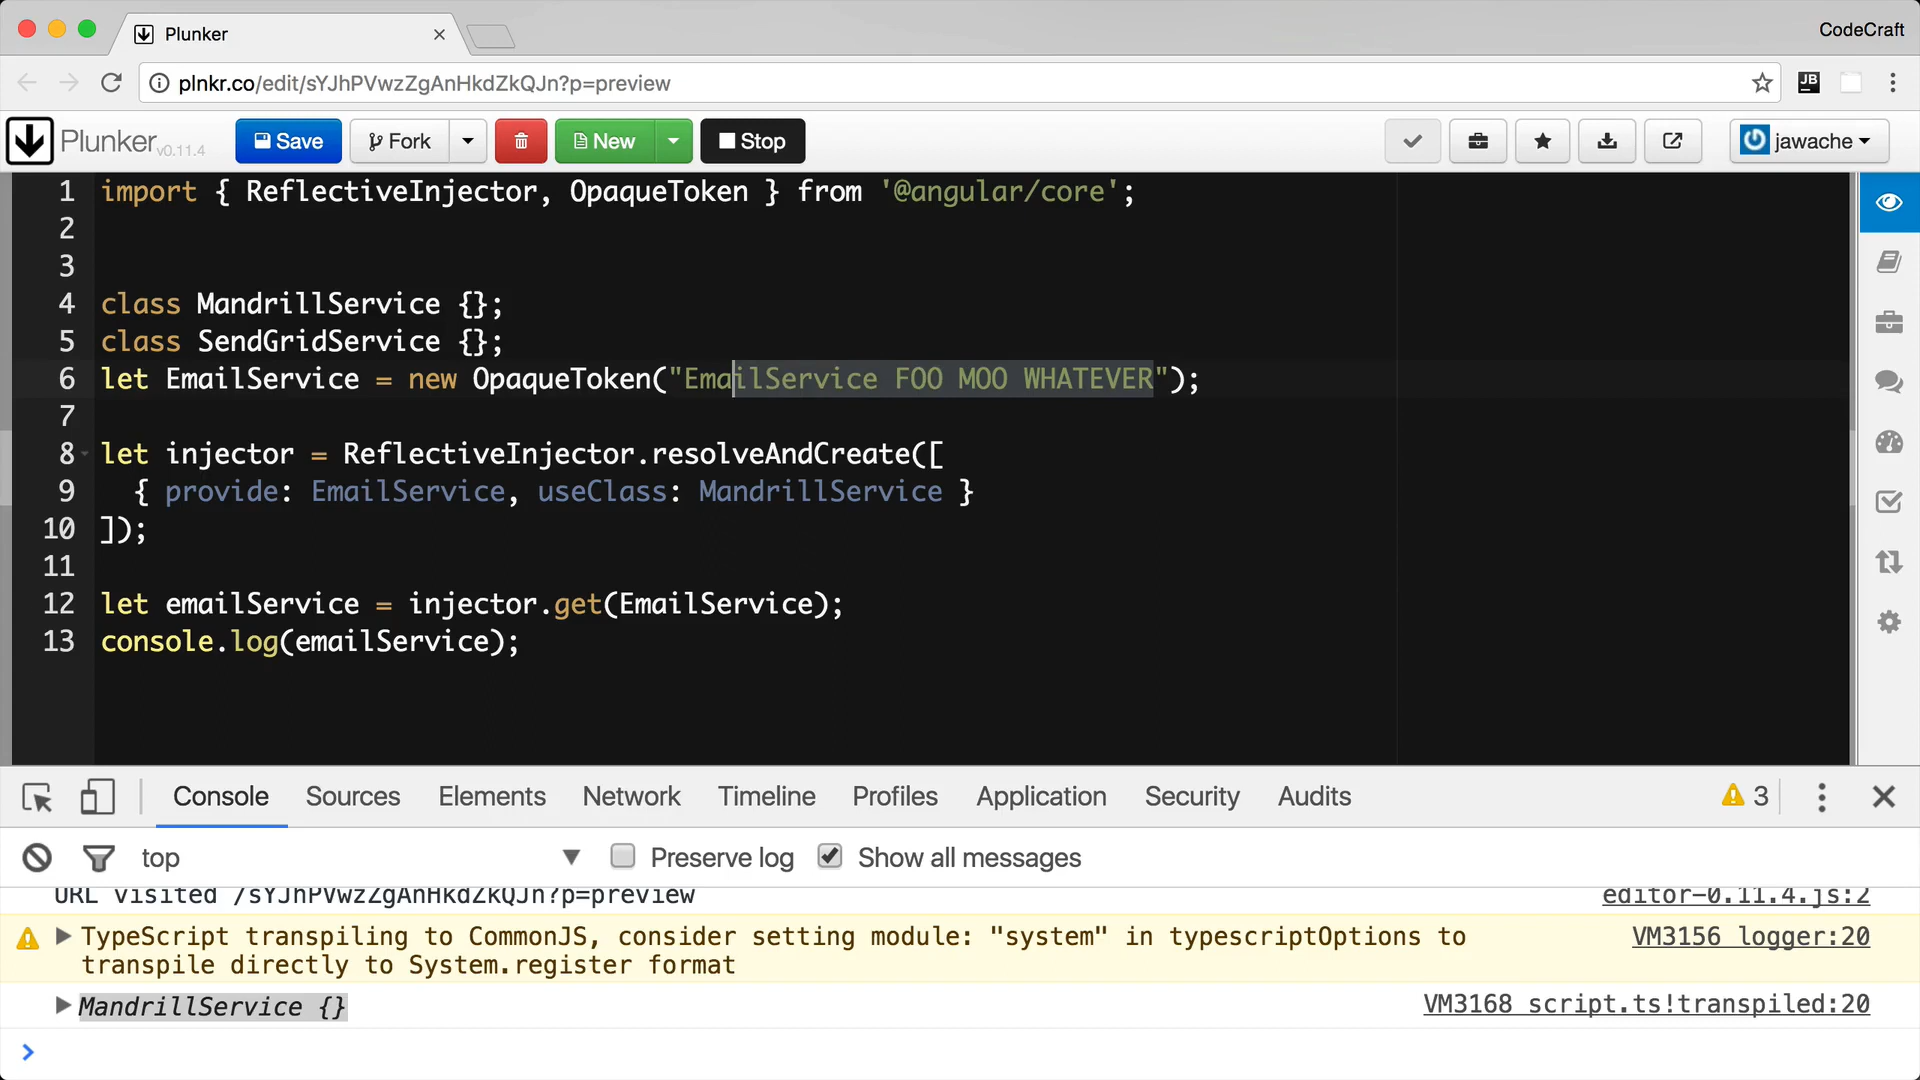 Plunker
CodeCraft
plnkr.co/edit/sYJhPVwzZgAnHkdZkQJn?p=preview
JB
Plunker v0.11.4
Save
Fork
New
Stop
jawache
1 import { ReflectiveInjector, OpaqueToken } from '@angular/core';
2
3
4 class MandrillService {};
5 class SendGridService {};
6 let EmailService = new OpaqueToken("EmailService FOO MOO WHATEVER");
7
8 let injector = ReflectiveInjector.resolveAndCreate([
9 { provide: EmailService, useClass: MandrillService }
10 ]);
11
12 let emailService = injector.get(EmailService);
13 console.log(emailService);
Console Sources Elements Network Timeline Profiles Application Security Audits 3
top Preserve log Show all messages
URL visited /sYJhPVwzZgAnHkdZkQJn?p=preview editor-0.11.4.js:2
TypeScript transpiling to CommonJS, consider setting module: "system" in typescriptOptions to VM3156 logger:20
transpile directly to System.register format
MandrillService {} VM3168 script.ts!transpiled:20